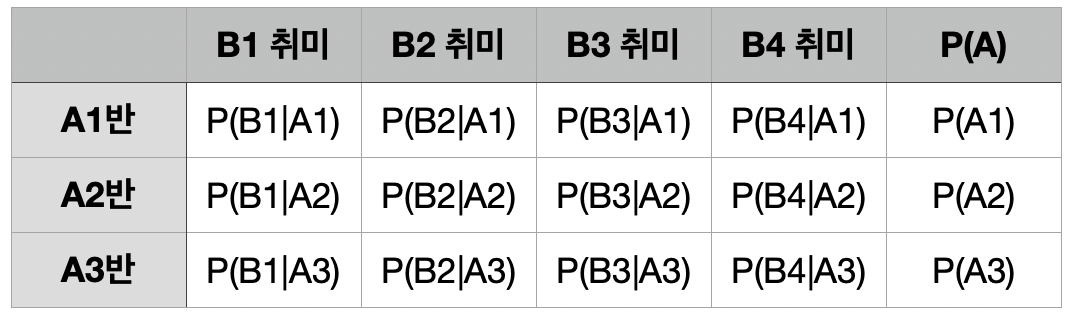 B1 취미 B2 취미 B3 취미 B4 취미 P(A)
A1반 P(B1|A1) P(B2|A1) P(B3|A1) P(B4|A1) P(A1)
A2반 P(B1|A2) P(B2|A2) P(B3|A2) P(B4|A2) P(A2)
A3반 P(B1|A3) P(B2|A3) P(B3|A3) P(B4|A3) P(A3)